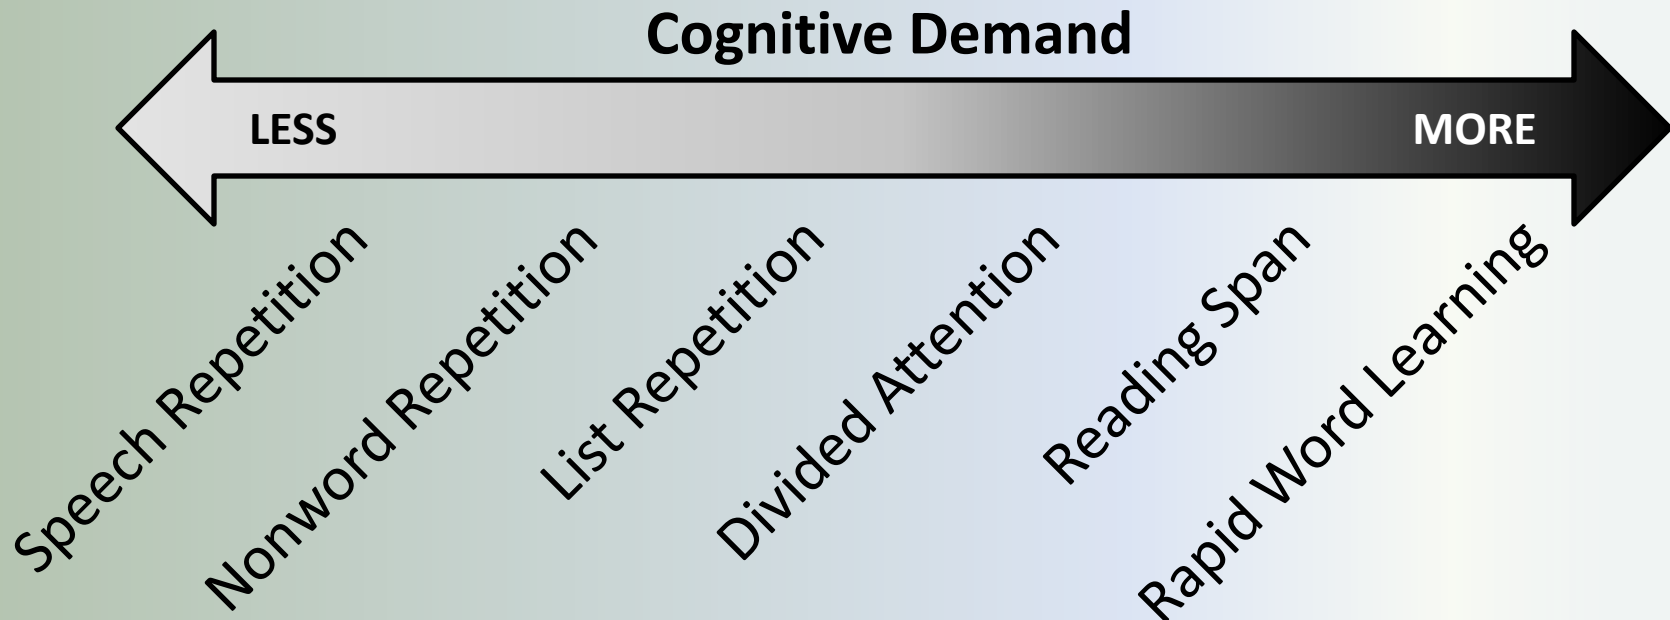 Cognitive Demand
LESS
MORE
Speech Repetition
Nonword Repetition
List Repetition
Divided Attention
Reading Span
Rapid Word Learning